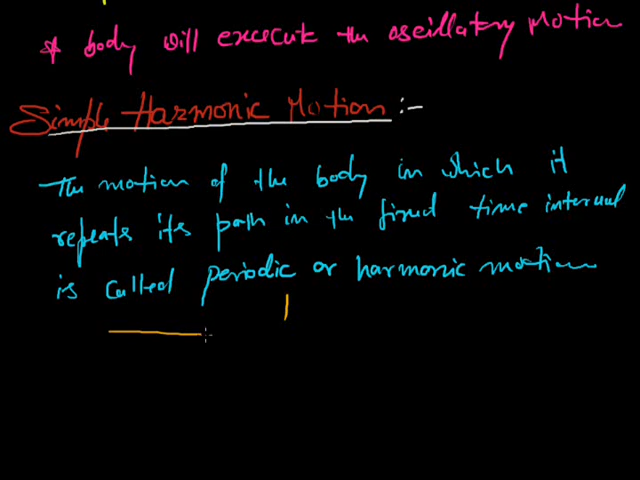 * body will execute the oscillatory Motion
Simple Harmonic Motion :-
The motion of the body in which it
repeats its path in the fixed time interval
is called periodic or harmonic motion